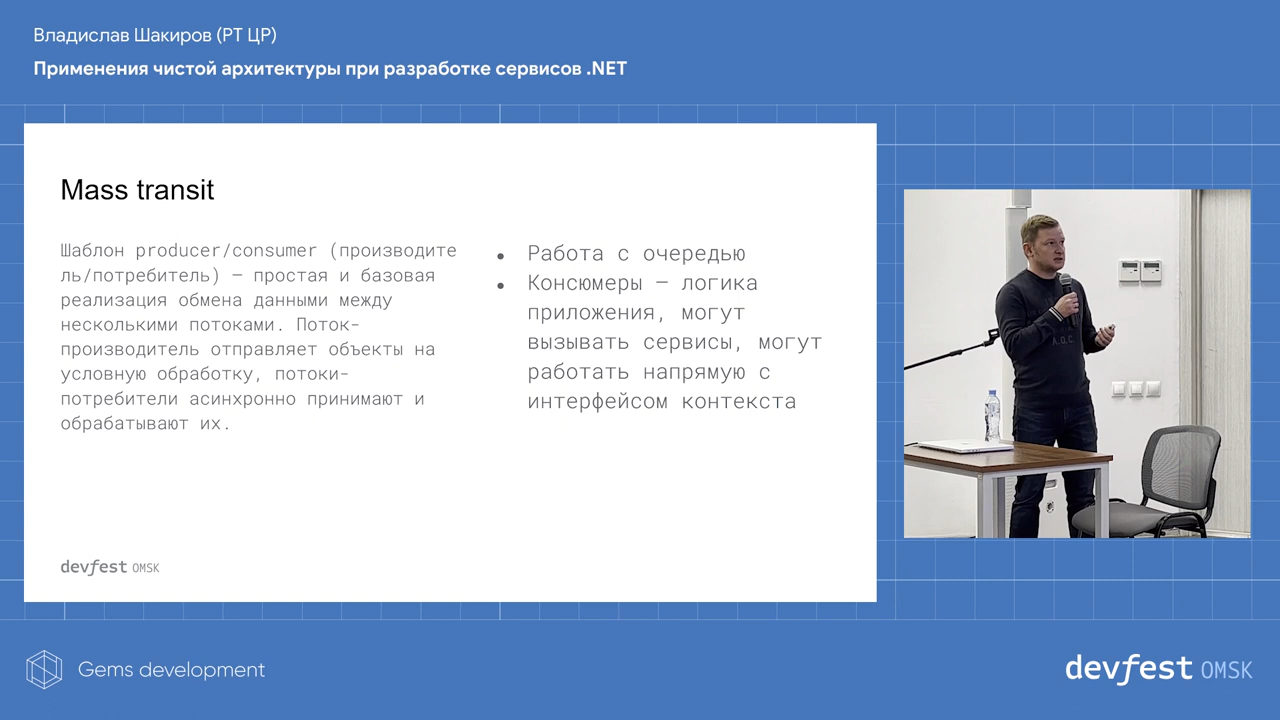 Владислав Шакиров (РТ ЦР)
Применения чистой архитектуры при разработке сервисов .NET
Mass transit
Шаблон producer/consumer (производите
ль/потребитель) — простая и базовая
реализация обмена данными между
несколькими потоками. Поток-
производитель отправляет объекты на
условную обработку, потоки-
потребители асинхронно принимают и
обрабатывают их.
• Работа с очередью
• Консюмеры — логика
приложения, могут
вызывать сервисы, могут
работать напрямую с
интерфейсом контекста
devfest OMSK
A.O.C
Gems development
devfest OMSK